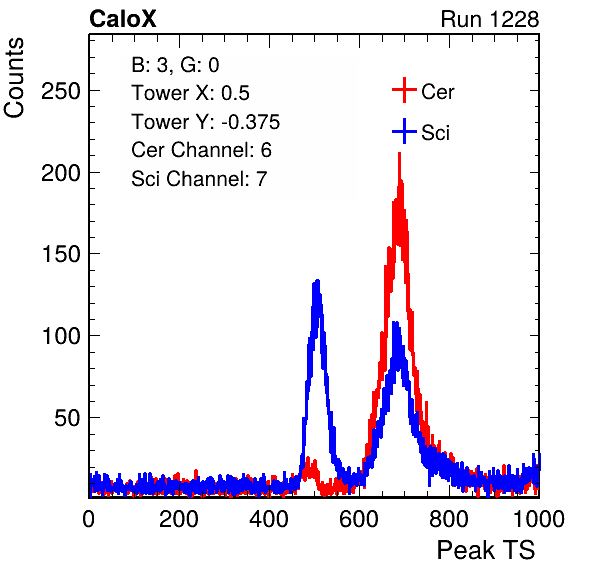 CaloX Run 1228
Counts
B: 3, G: 0
Tower X: 0.5
Tower Y: -0.375
Cer Channel: 6
Sci Channel: 7
Cer
Sci
250
200
150
100
50
0 200 400 600 800 1000
Peak TS